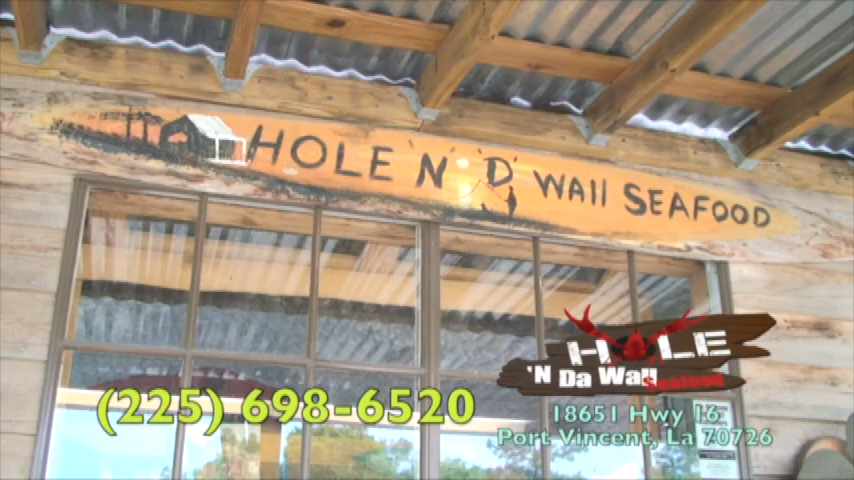 HOLE 'N' 'D' Wall SEAFOOD
HOLE
'N Da Wall Seafood
(225) 698-6520
18651 Hwy 16
Port Vincent, La 70726